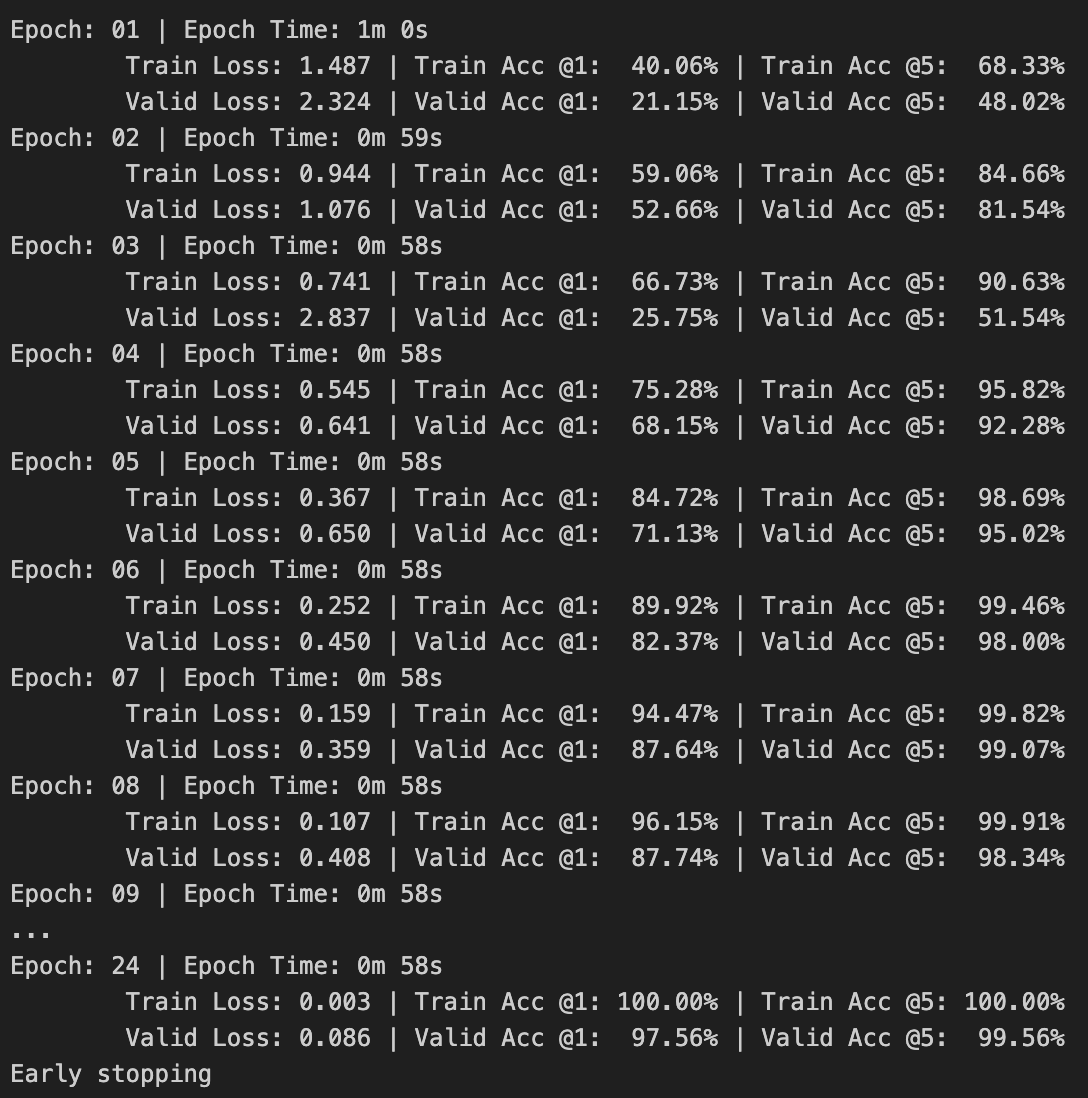 Epoch: 01 | Epoch Time: 1m 0s
        Train Loss: 1.487 | Train Acc @1:  40.06% | Train Acc @5:  68.33%
        Valid Loss: 2.324 | Valid Acc @1:  21.15% | Valid Acc @5:  48.02%
Epoch: 02 | Epoch Time: 0m 59s
        Train Loss: 0.944 | Train Acc @1:  59.06% | Train Acc @5:  84.66%
        Valid Loss: 1.076 | Valid Acc @1:  52.66% | Valid Acc @5:  81.54%
Epoch: 03 | Epoch Time: 0m 58s
        Train Loss: 0.741 | Train Acc @1:  66.73% | Train Acc @5:  90.63%
        Valid Loss: 2.837 | Valid Acc @1:  25.75% | Valid Acc @5:  51.54%
Epoch: 04 | Epoch Time: 0m 58s
        Train Loss: 0.545 | Train Acc @1:  75.28% | Train Acc @5:  95.82%
        Valid Loss: 0.641 | Valid Acc @1:  68.15% | Valid Acc @5:  92.28%
Epoch: 05 | Epoch Time: 0m 58s
        Train Loss: 0.367 | Train Acc @1:  84.72% | Train Acc @5:  98.69%
        Valid Loss: 0.650 | Valid Acc @1:  71.13% | Valid Acc @5:  95.02%
Epoch: 06 | Epoch Time: 0m 58s
        Train Loss: 0.252 | Train Acc @1:  89.92% | Train Acc @5:  99.46%
        Valid Loss: 0.450 | Valid Acc @1:  82.37% | Valid Acc @5:  98.00%
Epoch: 07 | Epoch Time: 0m 58s
        Train Loss: 0.159 | Train Acc @1:  94.47% | Train Acc @5:  99.82%
        Valid Loss: 0.359 | Valid Acc @1:  87.64% | Valid Acc @5:  99.07%
Epoch: 08 | Epoch Time: 0m 58s
        Train Loss: 0.107 | Train Acc @1:  96.15% | Train Acc @5:  99.91%
        Valid Loss: 0.408 | Valid Acc @1:  87.74% | Valid Acc @5:  98.34%
Epoch: 09 | Epoch Time: 0m 58s
...
Epoch: 24 | Epoch Time: 0m 58s
        Train Loss: 0.003 | Train Acc @1: 100.00% | Train Acc @5: 100.00%
        Valid Loss: 0.086 | Valid Acc @1:  97.56% | Valid Acc @5:  99.56%
Early stopping